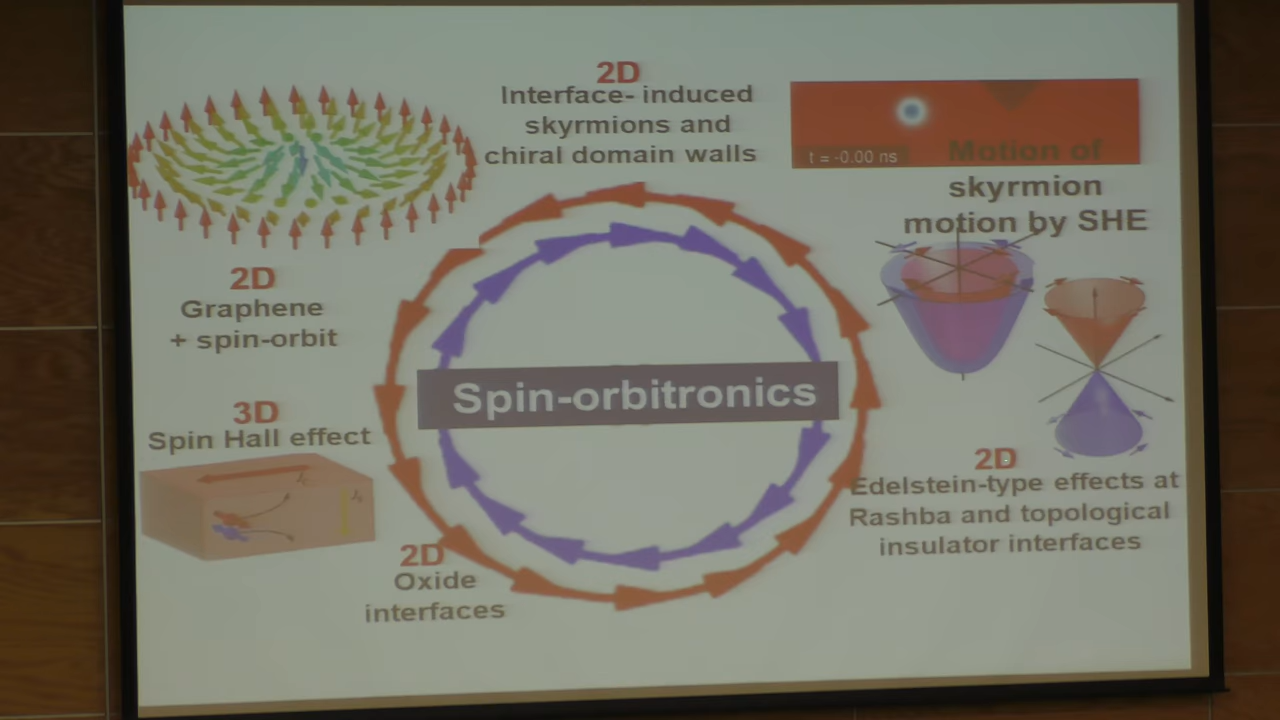 2D
Interface- induced
skyrmions and
chiral domain walls
t = -0.00 ns
Motion of
skyrmion
motion by SHE
2D
Graphene
+ spin-orbit
Spin-orbitronics
3D
Spin Hall effect
2D
Edelstein-type effects at
Rashba and topological
insulator interfaces
2D
Oxide
interfaces